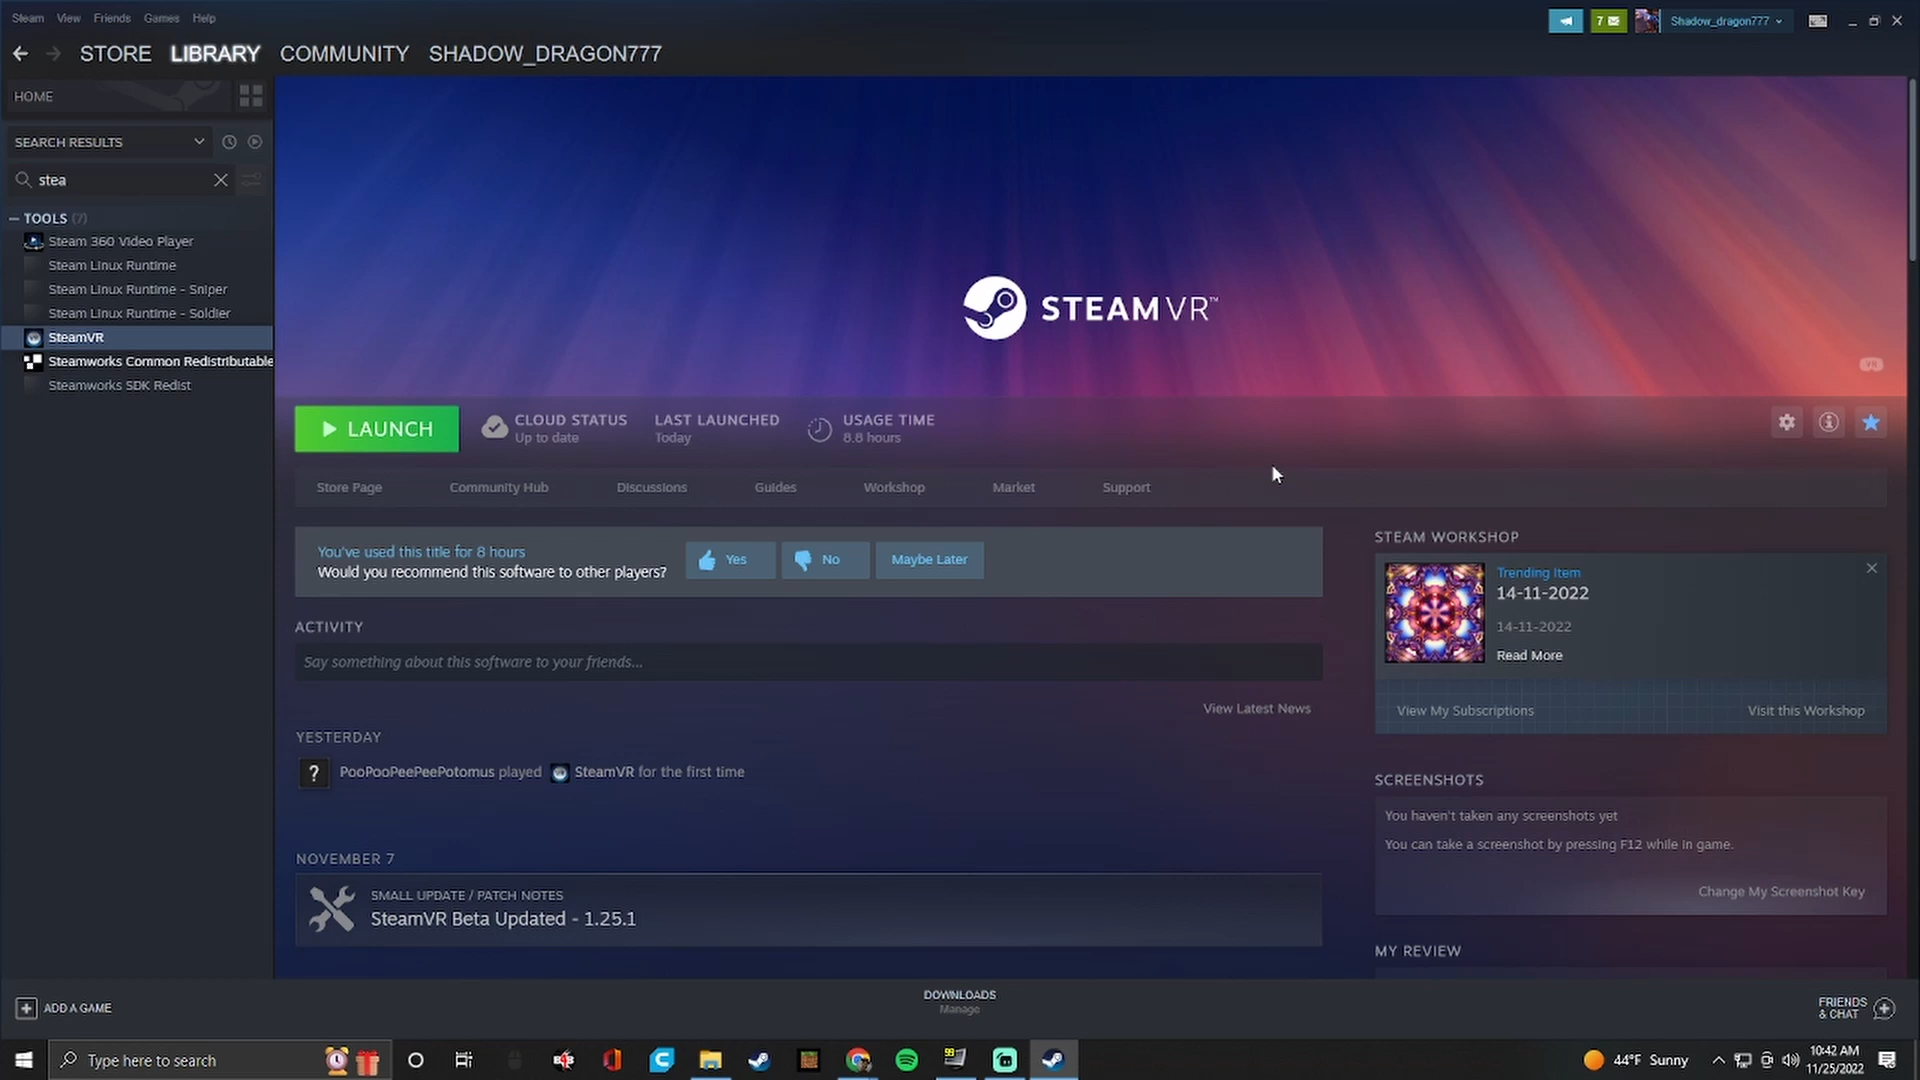 Steam View Friends Games Help
7
Shadow_dragon777
STORE LIBRARY COMMUNITY SHADOW_DRAGON777
HOME
SEARCH RESULTS
stea
TOOLS (7)
Steam 360 Video Player
Steam Linux Runtime
Steam Linux Runtime - Sniper
Steam Linux Runtime - Soldier
SteamVR
Steamworks Common Redistributable
Steamworks SDK Redist
STEAMVR™
VR
LAUNCH
CLOUD STATUS
Up to date
LAST LAUNCHED
Today
USAGE TIME
8.8 hours
Store Page Community Hub Discussions Guides Workshop Market Support
You've used this title for 8 hours
Would you recommend this software to other players?
Yes No Maybe Later
ACTIVITY
Say something about this software to your friends...
View Latest News
YESTERDAY
? PooPooPeePeePotomus played SteamVR for the first time
NOVEMBER 7
SMALL UPDATE / PATCH NOTES
SteamVR Beta Updated - 1.25.1
STEAM WORKSHOP
Trending Item
14-11-2022
14-11-2022
Read More
View My Subscriptions Visit this Workshop
SCREENSHOTS
You haven't taken any screenshots yet
You can take a screenshot by pressing F12 while in game.
Change My Screenshot Key
MY REVIEW
ADD A GAME
DOWNLOADS
Manage
FRIENDS
& CHAT
Type here to search
B4B
99
44°F Sunny
10:42 AM
11/25/2022